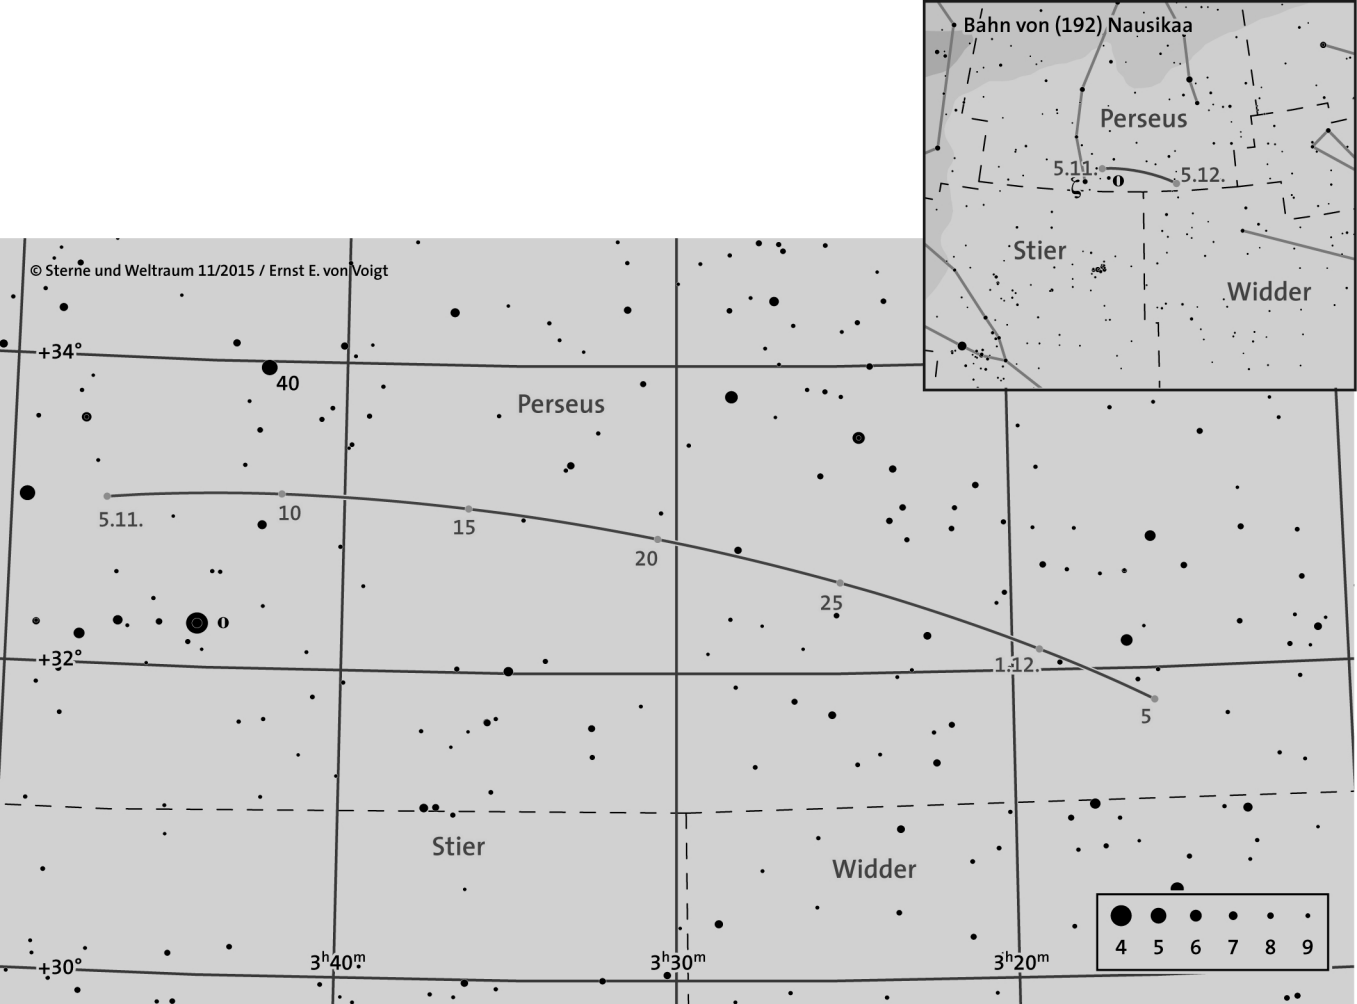 Bahn von (192) Nausikaa
Perseus
5.11.
5.12.
ζ
ο
Stier
Widder
© Sterne und Weltraum 11/2015 / Ernst E. von Voigt
+34°
40
Perseus
5.11.
10
15
20
25
1.12.
5
ο
+32°
Stier
Widder
4 5 6 7 8 9
+30°
3ʰ40ᵐ
3ʰ30ᵐ
3ʰ20ᵐ